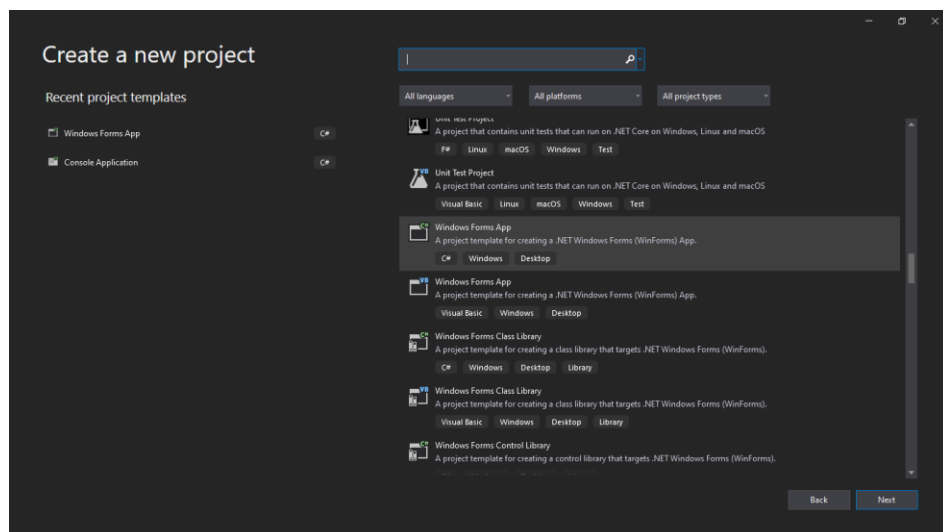 Create a new project
Recent project templates
Windows Forms App C#
Console Application C#
All languages All platforms All project types
Unit Test Project
A project that contains unit tests that can run on .NET Core on Windows, Linux and macOS
F# Linux macOS Windows Test
VB Unit Test Project
A project that contains unit tests that can run on .NET Core on Windows, Linux and macOS
Visual Basic Linux macOS Windows Test
C# Windows Forms App
A project template for creating a .NET Windows Forms (WinForms) App.
C# Windows Desktop
VB Windows Forms App
A project template for creating a .NET Windows Forms (WinForms) App.
Visual Basic Windows Desktop
C# Windows Forms Class Library
A project template for creating a class library that targets .NET Windows Forms (WinForms).
C# Windows Desktop Library
VB Windows Forms Class Library
A project template for creating a class library that targets .NET Windows Forms (WinForms).
Visual Basic Windows Desktop Library
C# Windows Forms Control Library
A project template for creating a control library that targets .NET Windows Forms (WinForms).
Back Next